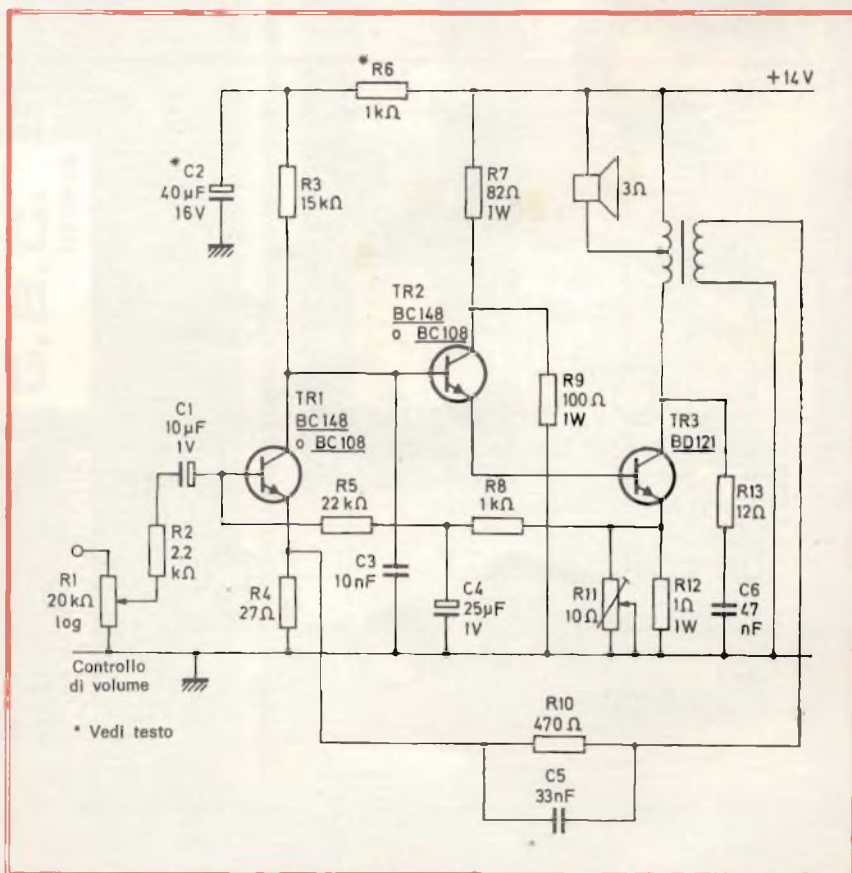 * R6
1kΩ
+14V
* C2
40µF
16V
R3
15kΩ
R7
82Ω
1W
3Ω
TR2
BC148
o BC108
C1
10µF
1V
TR1
BC148
o BC108
R9
100Ω
1W
TR3
BD121
R5
22kΩ
R8
1kΩ
R13
12Ω
R2
2.2
kΩ
R1
20kΩ
log
R4
27Ω
C3
10nF
C4
25µF
1V
R11
10Ω
R12
1Ω
1W
C6
47
nF
Controllo
di volume
* Vedi testo
R10
470Ω
C5
33nF